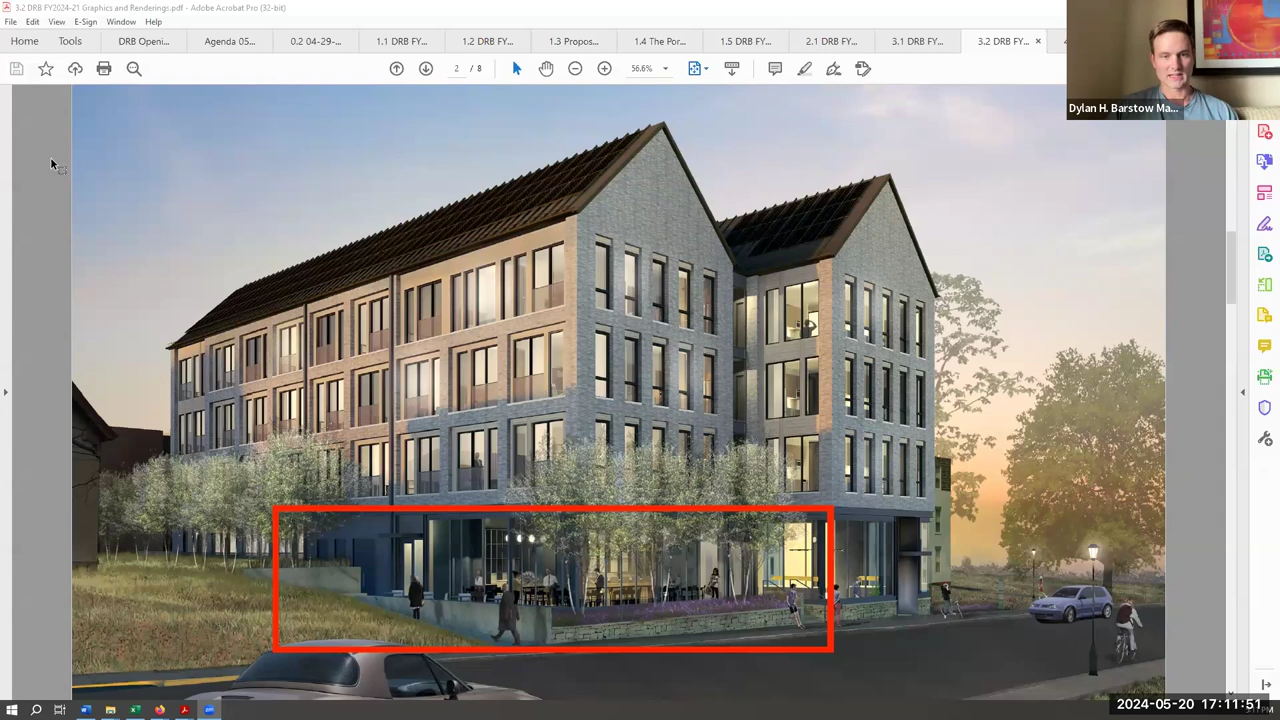 3.2 DRB FY2024-21 Graphics and Renderings.pdf - Adobe Acrobat Pro (32-bit)
File Edit View E-Sign Window Help
Home Tools DRB Openi... Agenda 05... 0.2 04-29-... 1.1 DRB FY... DRB FY... 1.3 Propos... 1.4 The Por... 1.5 DRB FY... 2.1 DRB FY... 3.1 DRB FY... 3.2 DRB FY... ×
2 56.6%
Dylan H. Barstow Ma...
2024-05-20 17:11:51